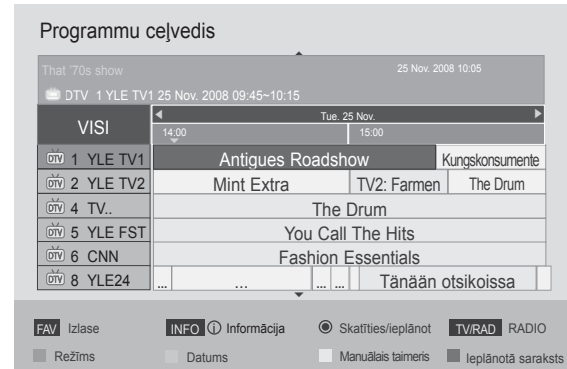 Programmu ceļvedis
That '70s show 25 Nov. 2008 10:05
DTV 1 YLE TV1 25 Nov. 2008 09:45~10:15
VISI
Tue. 25 Nov.
14:00 15:00
DTV 1 YLE TV1 Antigues Roadshow Kungskonsumente
DTV 2 YLE TV2 Mint Extra TV2: Farmen The Drum
DTV 4 TV.. The Drum
DTV 5 YLE FST You Call The Hits
DTV 6 CNN Fashion Essentials
DTV 8 YLE24 ... ... ... ... Tänään otsikoissa
FAV Izlase INFO ⓘ Informācija ◉ Skatīties/ieplānot TV/RAD RADIO
Režīms Datums Manuālais taimeris Ieplānotā saraksts